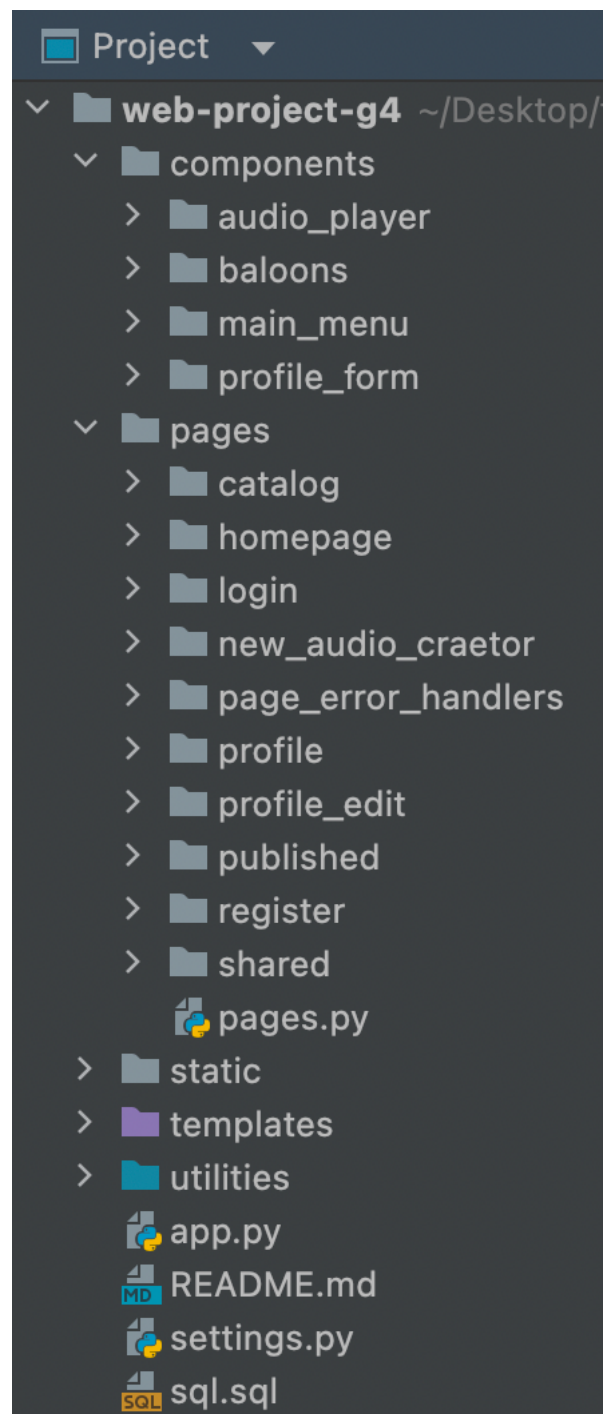 Project
web-project-g4 ~/Desktop/
components
audio_player
baloons
main_menu
profile_form
pages
catalog
homepage
login
new_audio_craetor
page_error_handlers
profile
profile_edit
published
register
shared
pages.py
static
templates
utilities
app.py
MD README.md
settings.py
SQL sql.sql